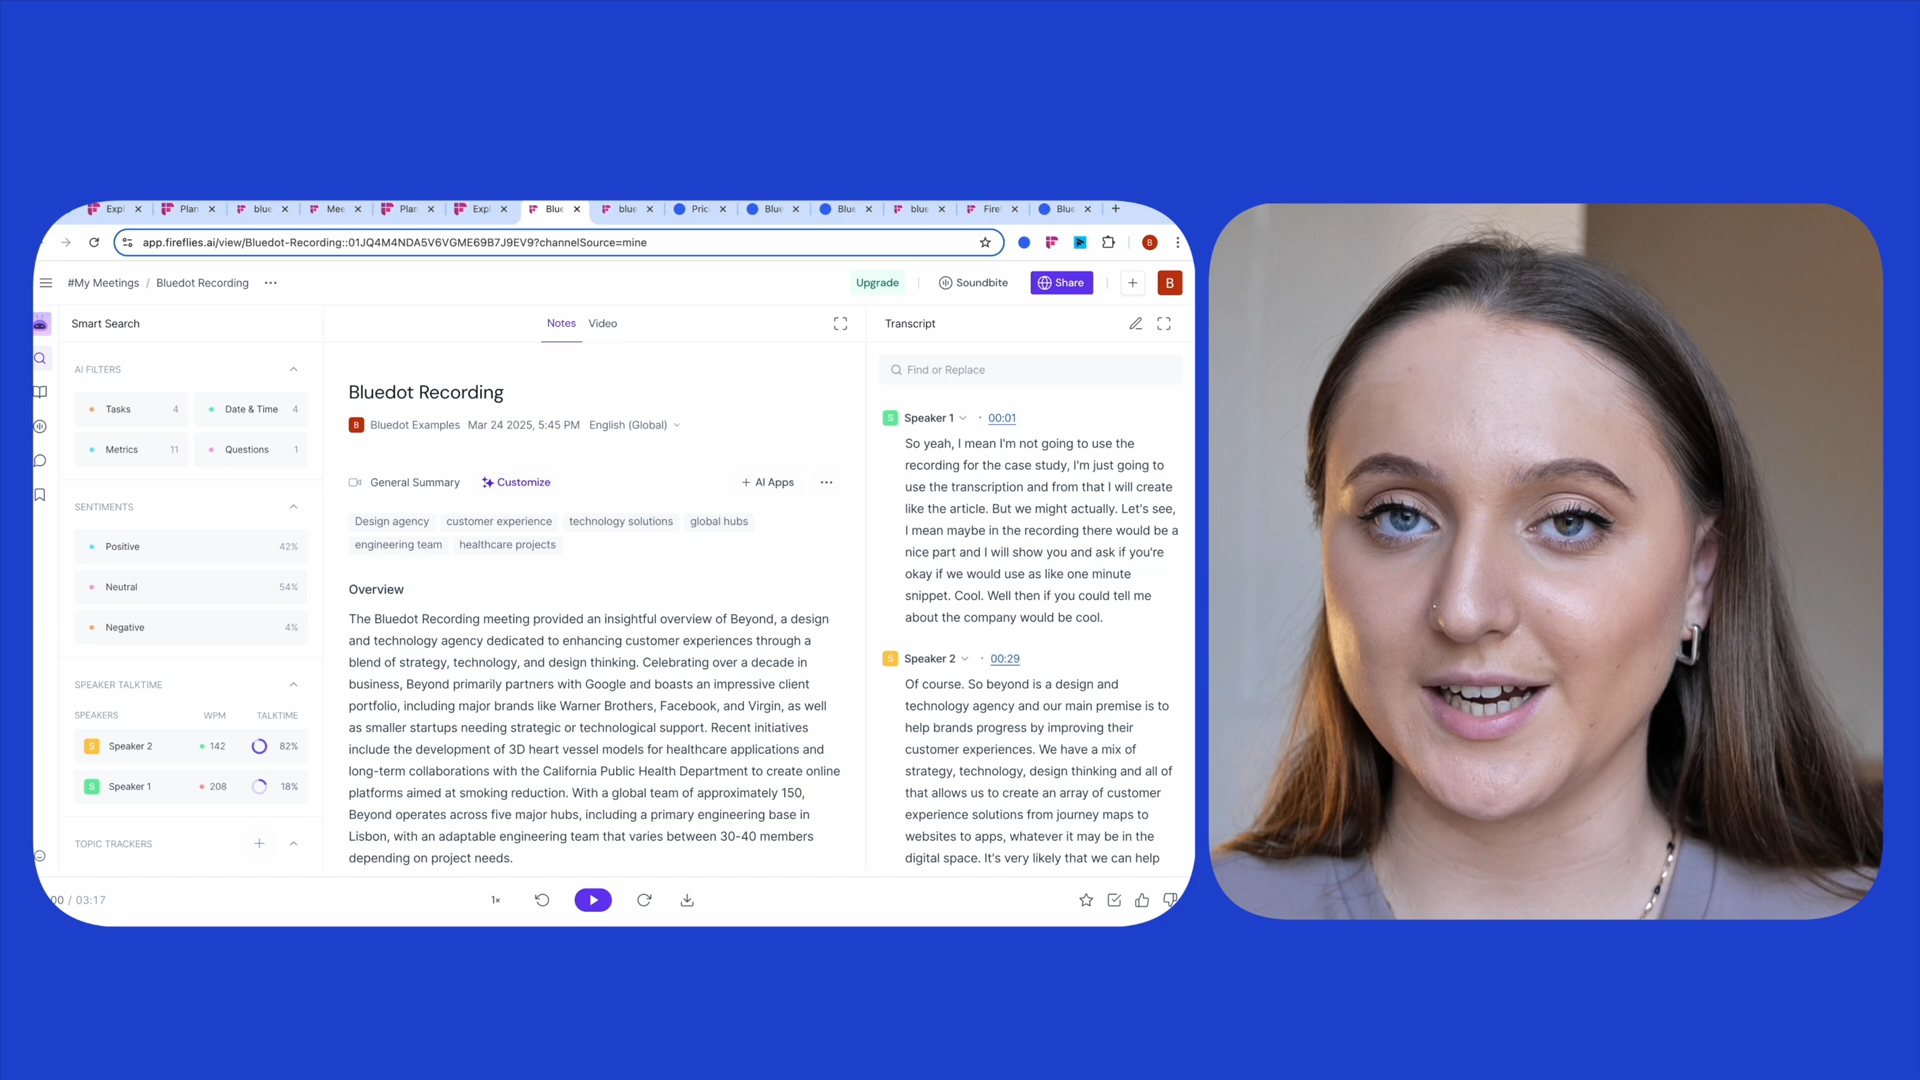 Expl
Plan
blue
Mee
Plan
Expl
Blue
blue
Pric
Blue
Blue
blue
Firef
Blue
app.fireflies.ai/view/Bluedot-Recording::01JQ4M4NDA5V6VGME69B7J9EV9?channelSource=mine
B
#My Meetings / Bluedot Recording
Upgrade
Soundbite
Share
B
Smart Search
AI FILTERS
Tasks 4
Date & Time 4
Metrics 11
Questions 1
SENTIMENTS
Positive 42%
Neutral 54%
Negative 4%
SPEAKER TALKTIME
SPEAKERS WPM TALKTIME
S Speaker 2 142 82%
S Speaker 1 208 18%
TOPIC TRACKERS
Notes Video
Bluedot Recording
B Bluedot Examples Mar 24 2025, 5:45 PM English (Global)
General Summary Customize + AI Apps
Design agency customer experience technology solutions global hubs
engineering team healthcare projects
Overview
The Bluedot Recording meeting provided an insightful overview of Beyond, a design
and technology agency dedicated to enhancing customer experiences through a
blend of strategy, technology, and design thinking. Celebrating over a decade in
business, Beyond primarily partners with Google and boasts an impressive client
portfolio, including major brands like Warner Brothers, Facebook, and Virgin, as well
as smaller startups needing strategic or technological support. Recent initiatives
include the development of 3D heart vessel models for healthcare applications and
long-term collaborations with the California Public Health Department to create online
platforms aimed at smoking reduction. With a global team of approximately 150,
Beyond operates across five major hubs, including a primary engineering base in
Lisbon, with an adaptable engineering team that varies between 30-40 members
depending on project needs.
Transcript
Find or Replace
S Speaker 1 · 00:01
So yeah, I mean I'm not going to use the
recording for the case study, I'm just going to
use the transcription and from that I will create
like the article. But we might actually. Let's see,
I mean maybe in the recording there would be a
nice part and I will show you and ask if you're
okay if we would use as like one minute
snippet. Cool. Well then if you could tell me
about the company would be cool.
S Speaker 2 · 00:29
Of course. So beyond is a design and
technology agency and our main premise is to
help brands progress by improving their
customer experiences. We have a mix of
strategy, technology, design thinking and all of
that allows us to create an array of customer
experience solutions from journey maps to
websites to apps, whatever it may be in the
digital space. It's very likely that we can help
00 / 03:17
1×